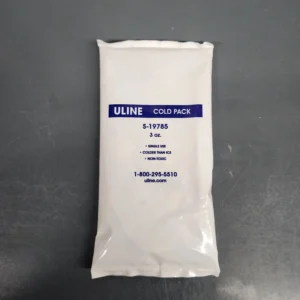 ULINE COLD PACK
S-19785
3 oz.
• SINGLE USE
• COLDER THAN ICE
• NON-TOXIC
1-800-295-5510
uline.com